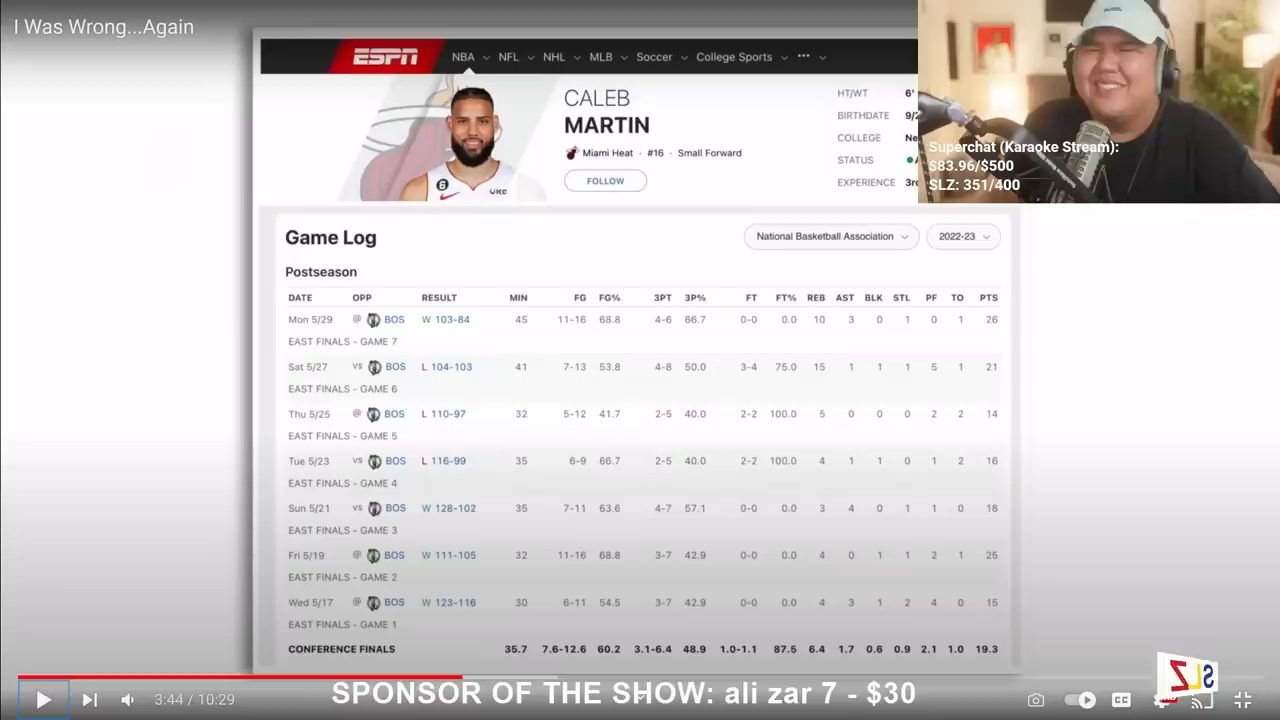 I Was Wrong...Again
ESPN NBA NFL NHL MLB Soccer College Sports •••
CALEB
MARTIN
Miami Heat · #16 · Small Forward
FOLLOW
HT/WT 6'
BIRTHDATE 9/2
COLLEGE Ne
STATUS
EXPERIENCE 3r
Superchat (Karaoke Stream):
$83.96/$500
SLZ: 351/400
Game Log National Basketball Association 2022-23
Postseason
DATE OPP RESULT MIN FG FG% 3PT 3P% FT FT% REB AST BLK STL PF TO PTS
Mon 5/29 @ BOS W 103-84 45 11-16 68.8 4-6 66.7 0-0 0.0 10 3 0 1 0 1 26
EAST FINALS - GAME 7
Sat 5/27 vs BOS L 104-103 41 7-13 53.8 4-8 50.0 3-4 75.0 15 1 1 1 5 1 21
EAST FINALS - GAME 6
Thu 5/25 @ BOS L 110-97 32 5-12 41.7 2-5 40.0 2-2 100.0 5 0 0 0 2 2 14
EAST FINALS - GAME 5
Tue 5/23 vs BOS L 116-99 35 6-9 66.7 2-5 40.0 2-2 100.0 4 1 1 0 1 2 16
EAST FINALS - GAME 4
Sun 5/21 vs BOS W 128-102 35 7-11 63.6 4-7 57.1 0-0 0.0 3 4 0 1 1 0 18
EAST FINALS - GAME 3
Fri 5/19 @ BOS W 111-105 32 11-16 68.8 3-7 42.9 0-0 0.0 4 0 1 1 2 1 25
EAST FINALS - GAME 2
Wed 5/17 @ BOS W 123-116 30 6-11 54.5 3-7 42.9 0-0 0.0 4 3 1 2 4 0 15
EAST FINALS - GAME 1
CONFERENCE FINALS 35.7 7.6-12.6 60.2 3.1-6.4 48.9 1.0-1.1 87.5 6.4 1.7 0.6 0.9 2.1 1.0 19.3
SLZ
3:44 / 10:29 SPONSOR OF THE SHOW: ali zar 7 - $30 CC